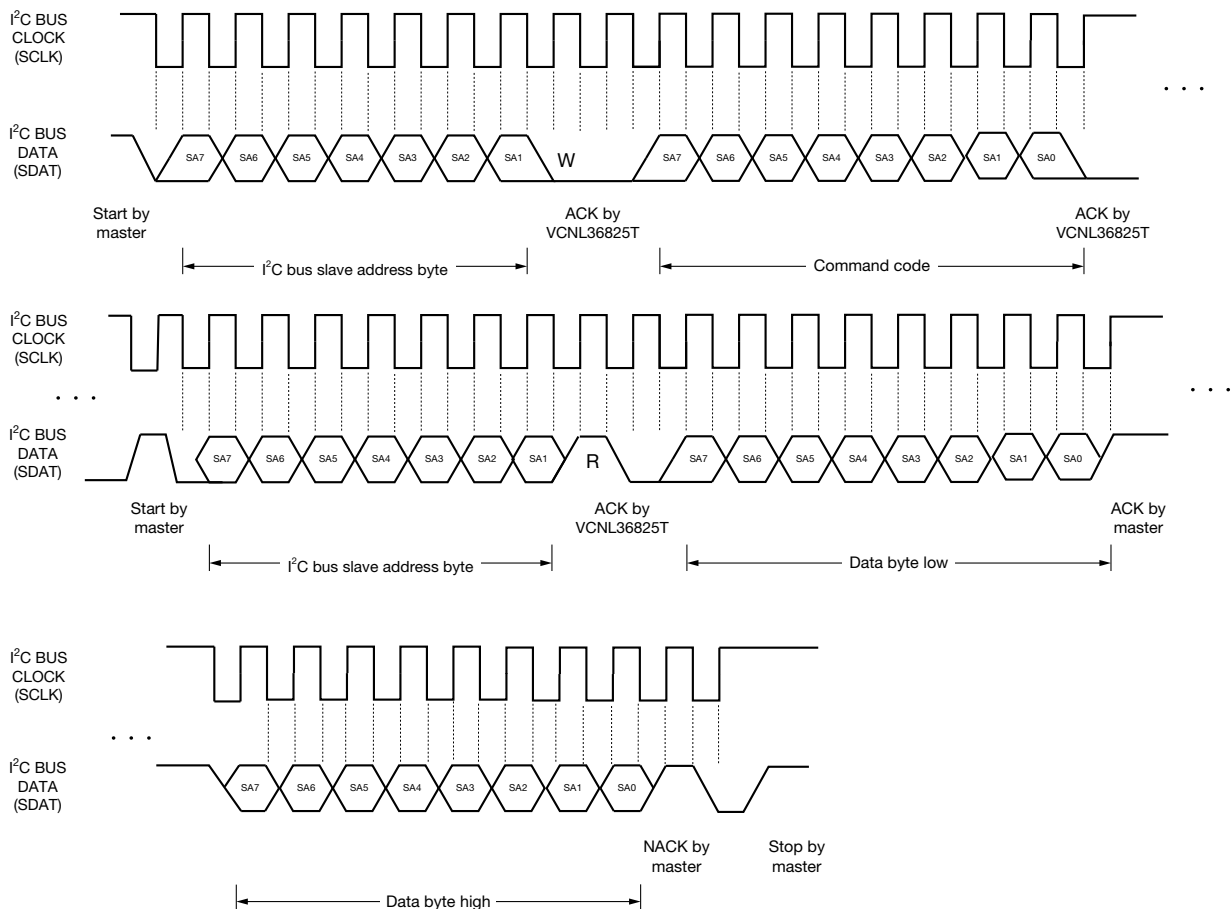 I²C BUS
CLOCK
(SCLK)
. . .
I²C BUS
DATA
(SDAT)
SA7 SA6 SA5 SA4 SA3 SA2 SA1 W SA7 SA6 SA5 SA4 SA3 SA2 SA1 SA0
Start by
master
ACK by
VCNL36825T
ACK by
VCNL36825T
I²C bus slave address byte
Command code
I²C BUS
CLOCK
(SCLK)
. . .
. . .
I²C BUS
DATA
(SDAT)
SA7 SA6 SA5 SA4 SA3 SA2 SA1 R SA7 SA6 SA5 SA4 SA3 SA2 SA1 SA0
Start by
master
ACK by
VCNL36825T
ACK by
master
I²C bus slave address byte
Data byte low
I²C BUS
CLOCK
(SCLK)
. . .
I²C BUS
DATA
(SDAT)
SA7 SA6 SA5 SA4 SA3 SA2 SA1 SA0
NACK by
master
Stop by
master
Data byte high